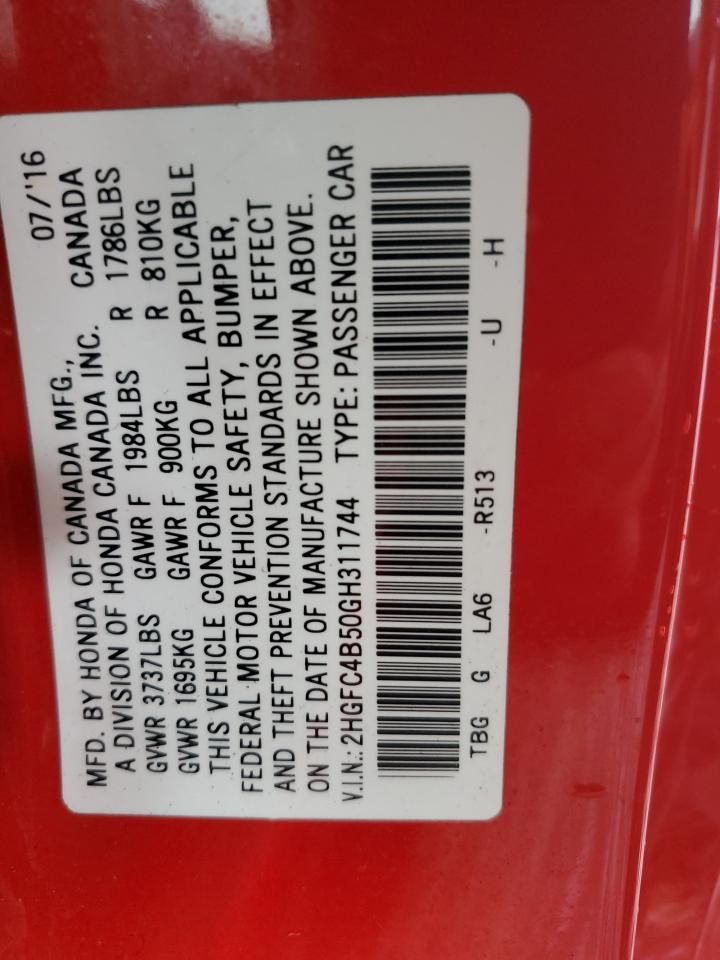 07/'16
MFD. BY HONDA OF CANADA MFG.,
A DIVISION OF HONDA CANADA INC. CANADA
GVWR 3737LBS GAWR F 1984LBS R 1786LBS
GVWR 1695KG GAWR F 900KG R 810KG
THIS VEHICLE CONFORMS TO ALL APPLICABLE
FEDERAL MOTOR VEHICLE SAFETY, BUMPER,
AND THEFT PREVENTION STANDARDS IN EFFECT
ON THE DATE OF MANUFACTURE SHOWN ABOVE.
V.I.N.: 2HGFC4B50GH311744 TYPE: PASSENGER CAR
TBG G LA6 -R513 -U -H